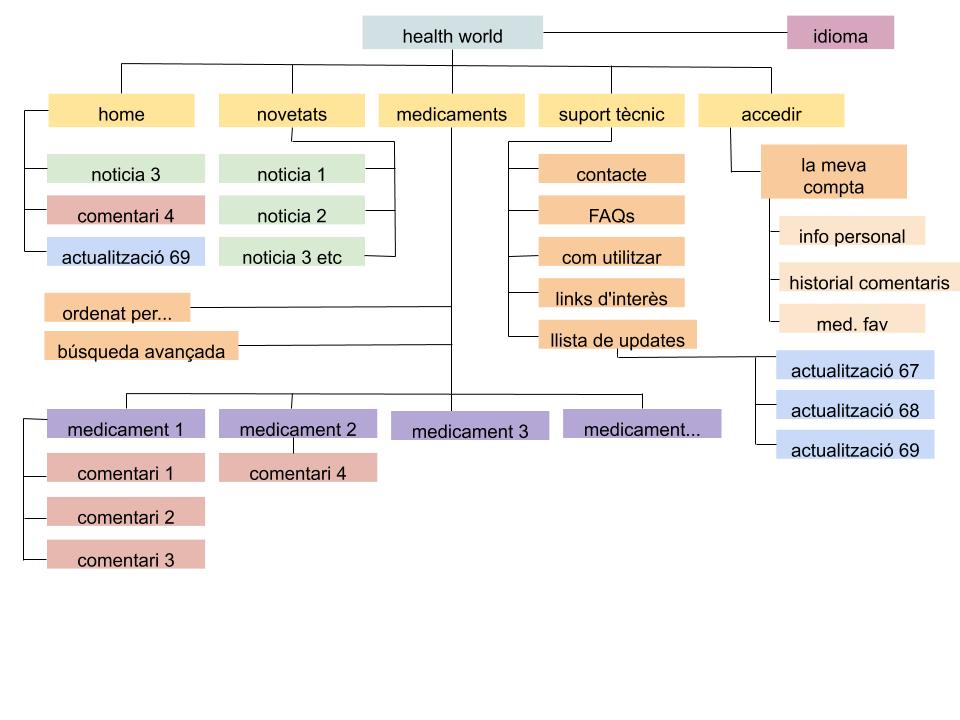 health world
idioma
home
novetats
medicaments
suport tècnic
accedir
noticia 3
comentari 4
actualització 69
noticia 1
noticia 2
noticia 3 etc
contacte
FAQs
com utilitzar
links d'interès
llista de updates
la meva
compta
info personal
historial comentaris
med. fav
ordenat per...
búsqueda avançada
actualització 67
actualització 68
actualització 69
medicament 1
medicament 2
medicament 3
medicament...
comentari 1
comentari 2
comentari 3
comentari 4